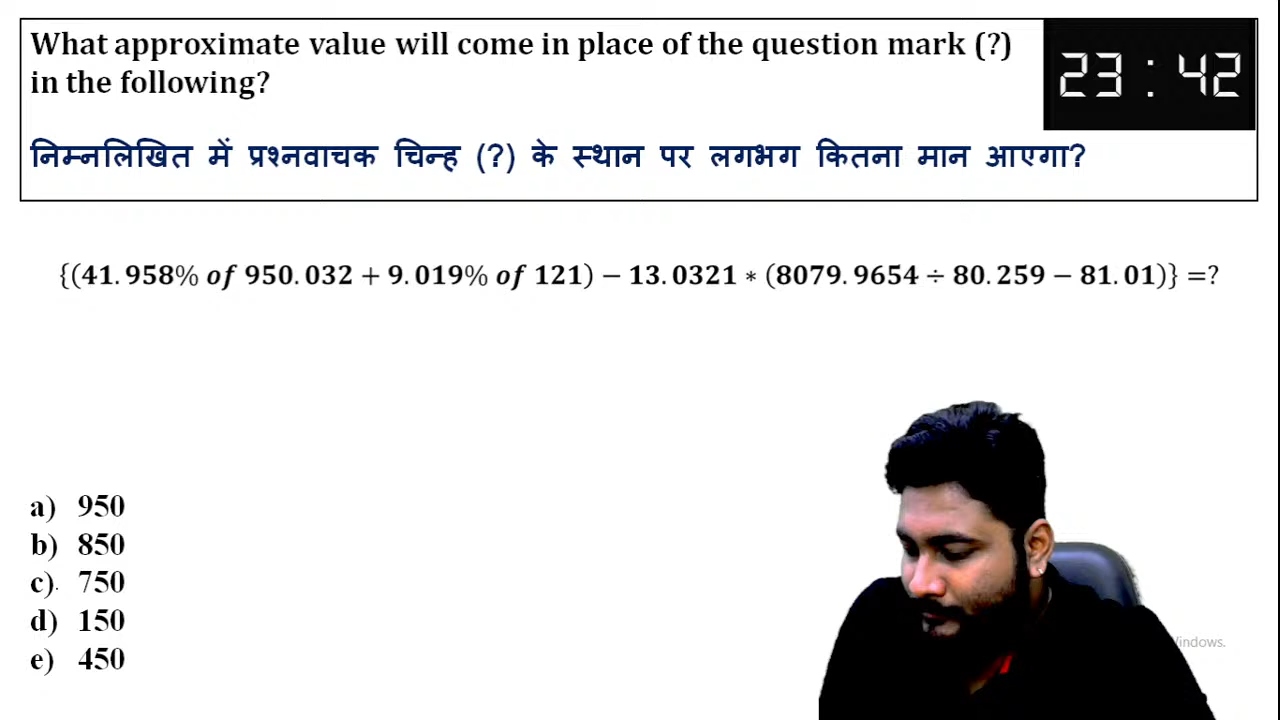 What approximate value will come in place of the question mark (?)
in the following?
23:42
निम्नलिखित में प्रश्नवाचक चिन्ह (?) के स्थान पर लगभग कितना मान आएगा?
{(41.958% of 950.032 + 9.019% of 121) − 13.0321 ∗ (8079.9654 ÷ 80.259 − 81.01)} =?
a) 950
b) 850
c). 750
d) 150
e) 450
indows.